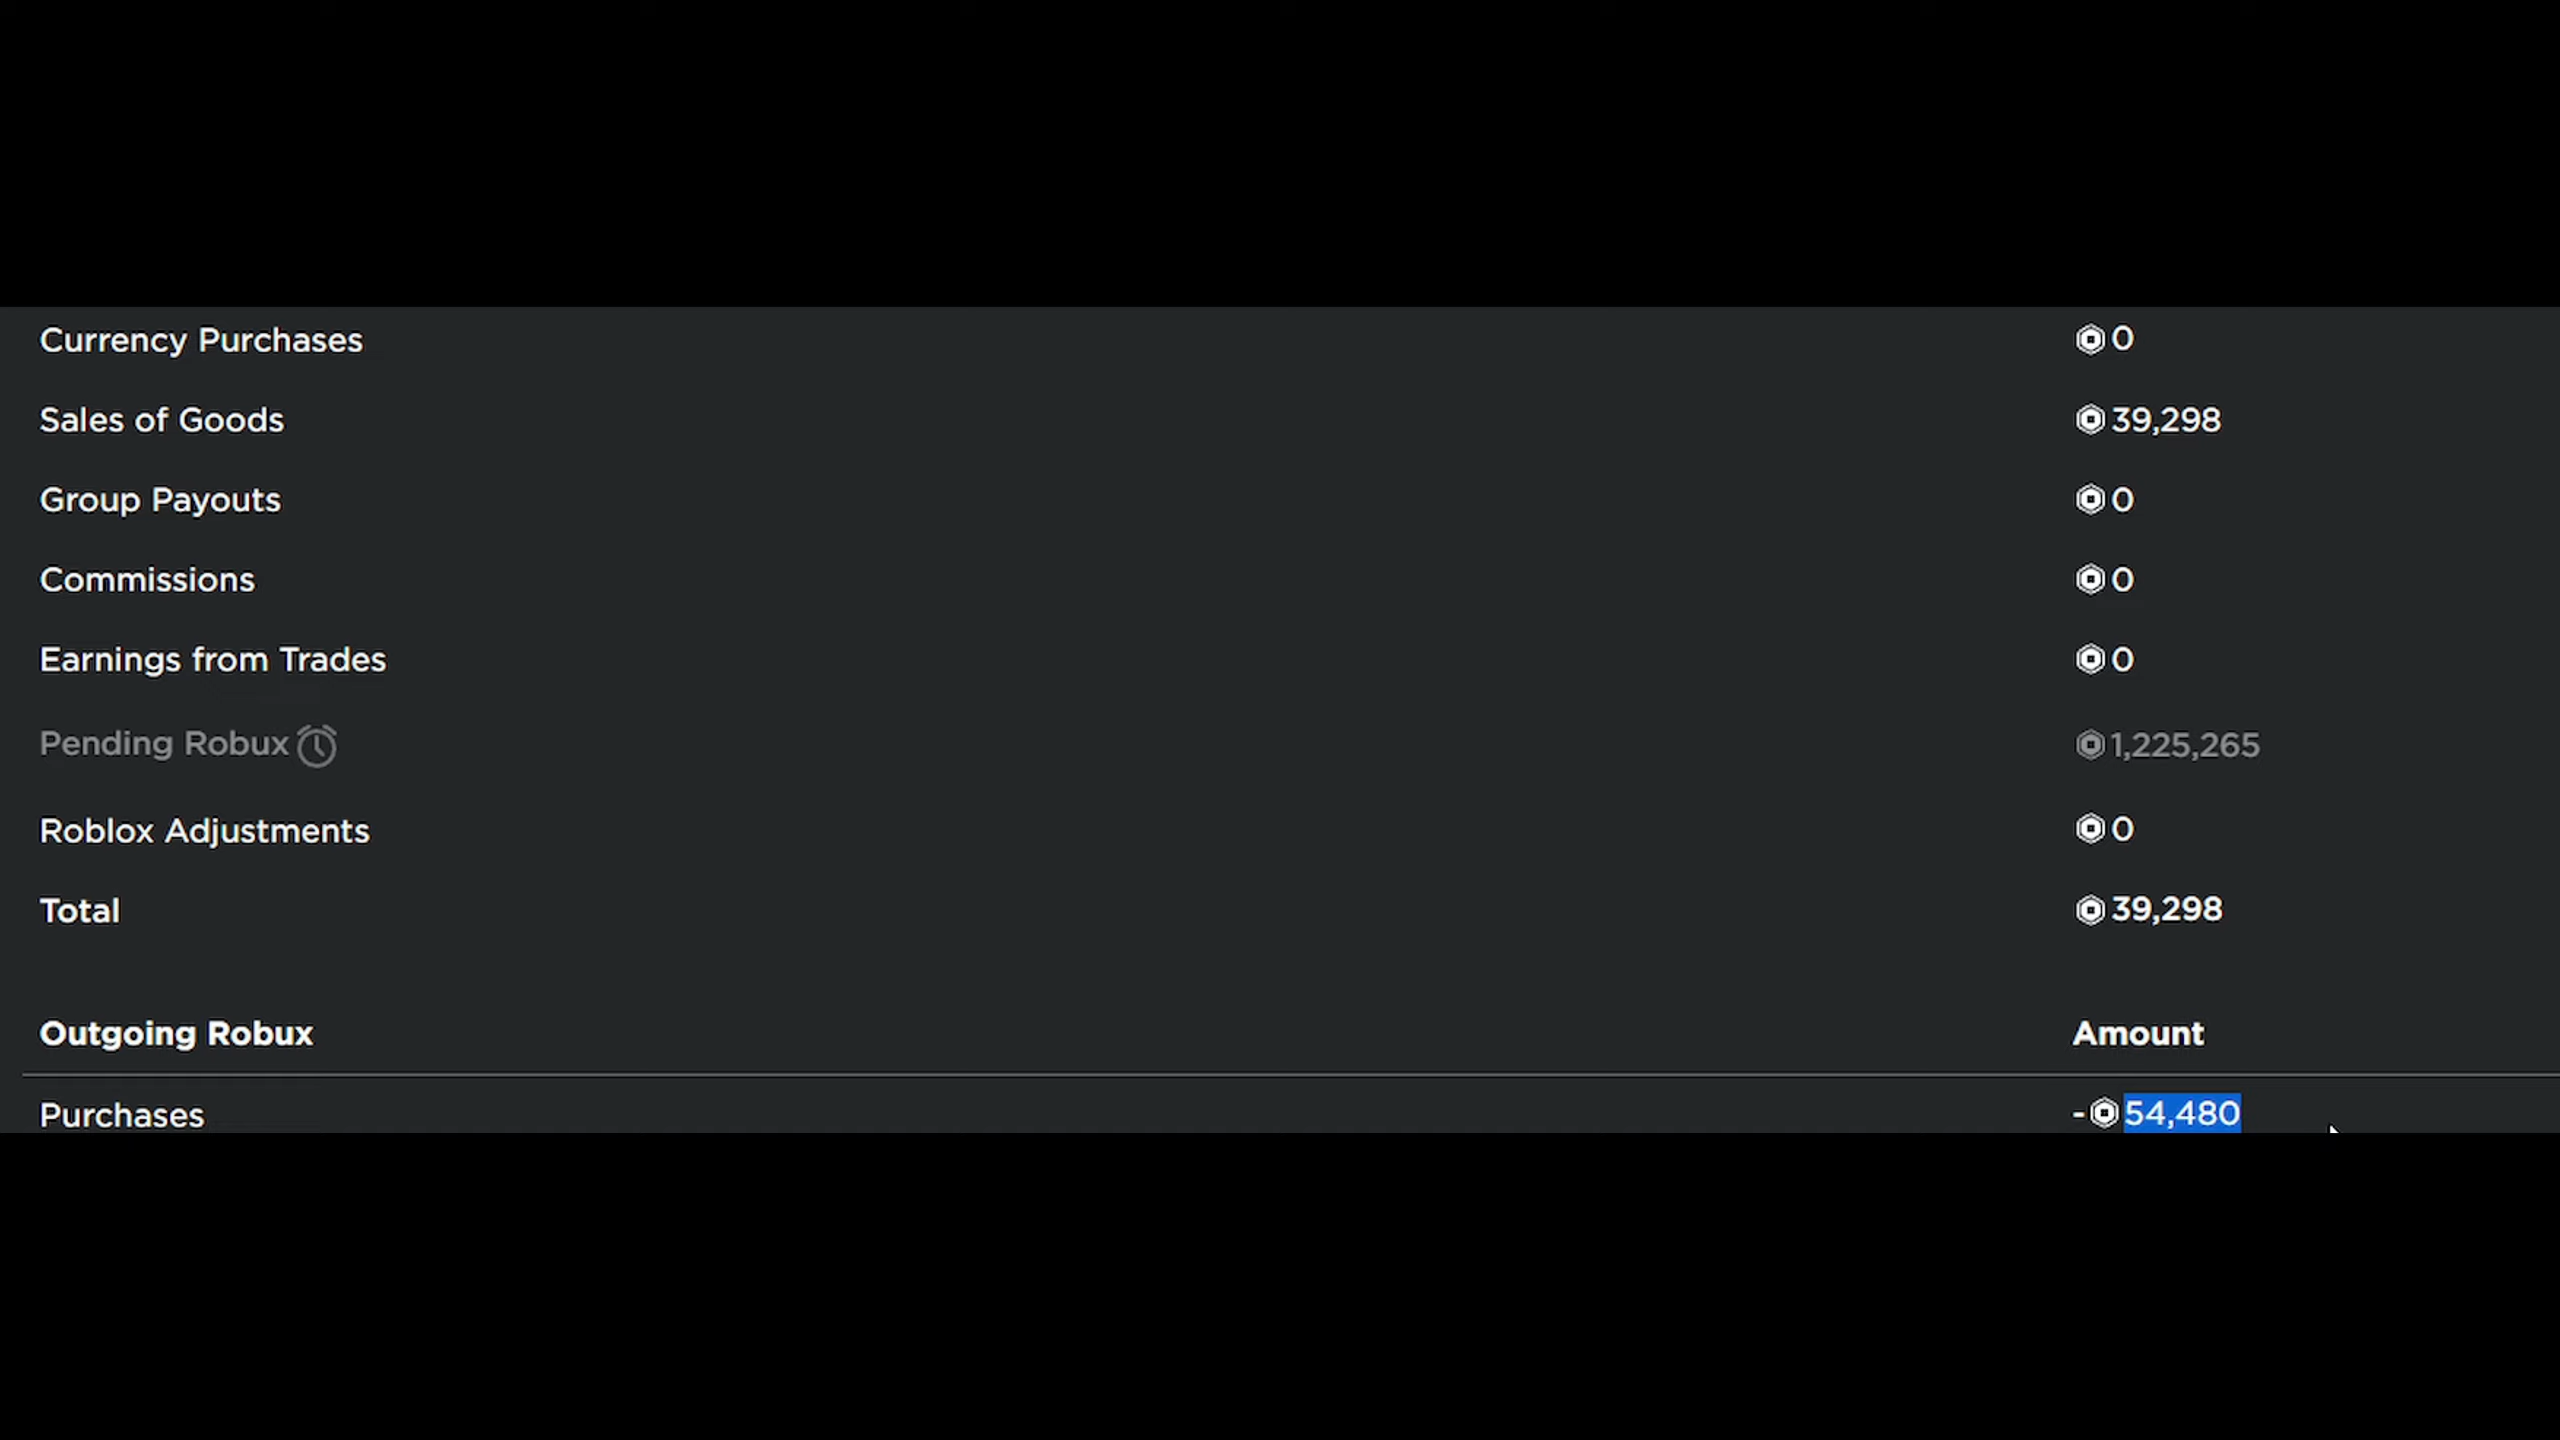 Currency Purchases 0
Sales of Goods 39,298
Group Payouts 0
Commissions 0
Earnings from Trades 0
Pending Robux 1,225,265
Roblox Adjustments 0
Total 39,298
Outgoing Robux Amount
Purchases -54,480